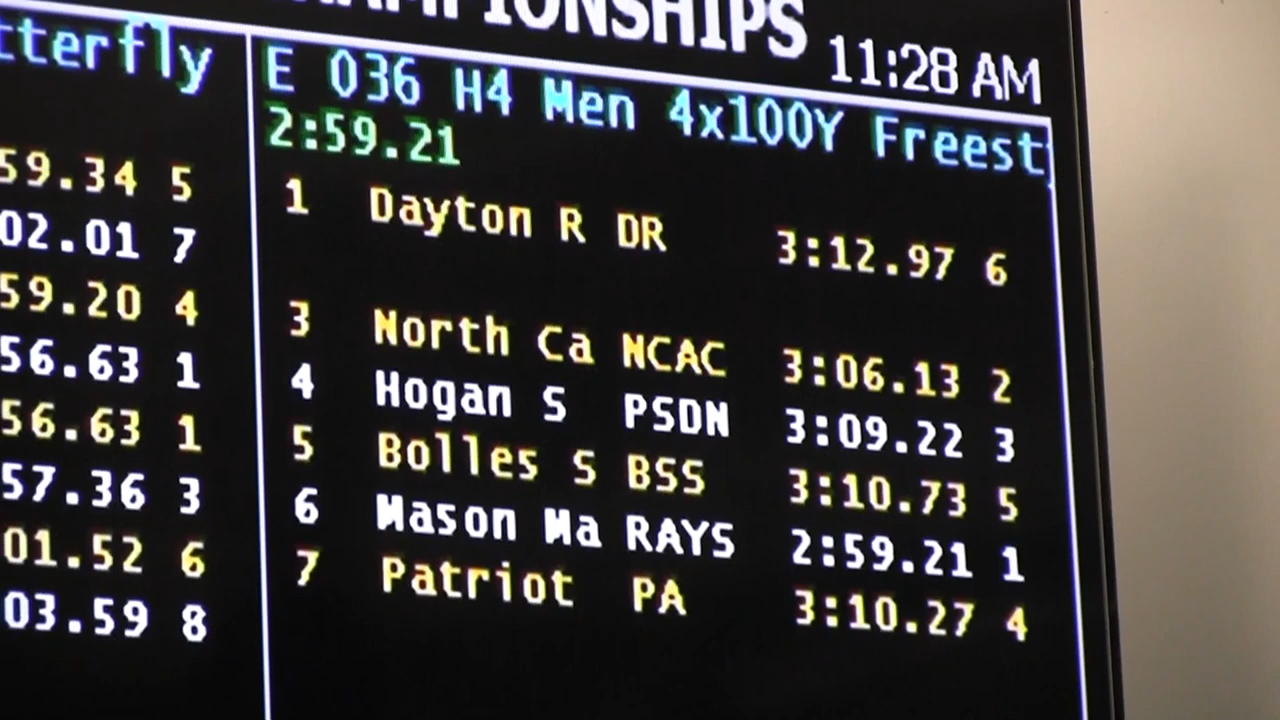 CHAMPIONSHIPS 11:28 AM
tterfly
59.34 5
02.01 7
59.20 4
56.63 1
56.63 1
57.36 3
01.52 6
03.59 8
E 036 H4 Men 4x100Y Freest
2:59.21
1 Dayton R DR 3:12.97 6
3 North Ca NCAC 3:06.13 2
4 Hogan S PSDN 3:09.22 3
5 Bolles S BSS 3:10.73 5
6 Mason Ma RAYS 2:59.21 1
7 Patriot PA 3:10.27 4